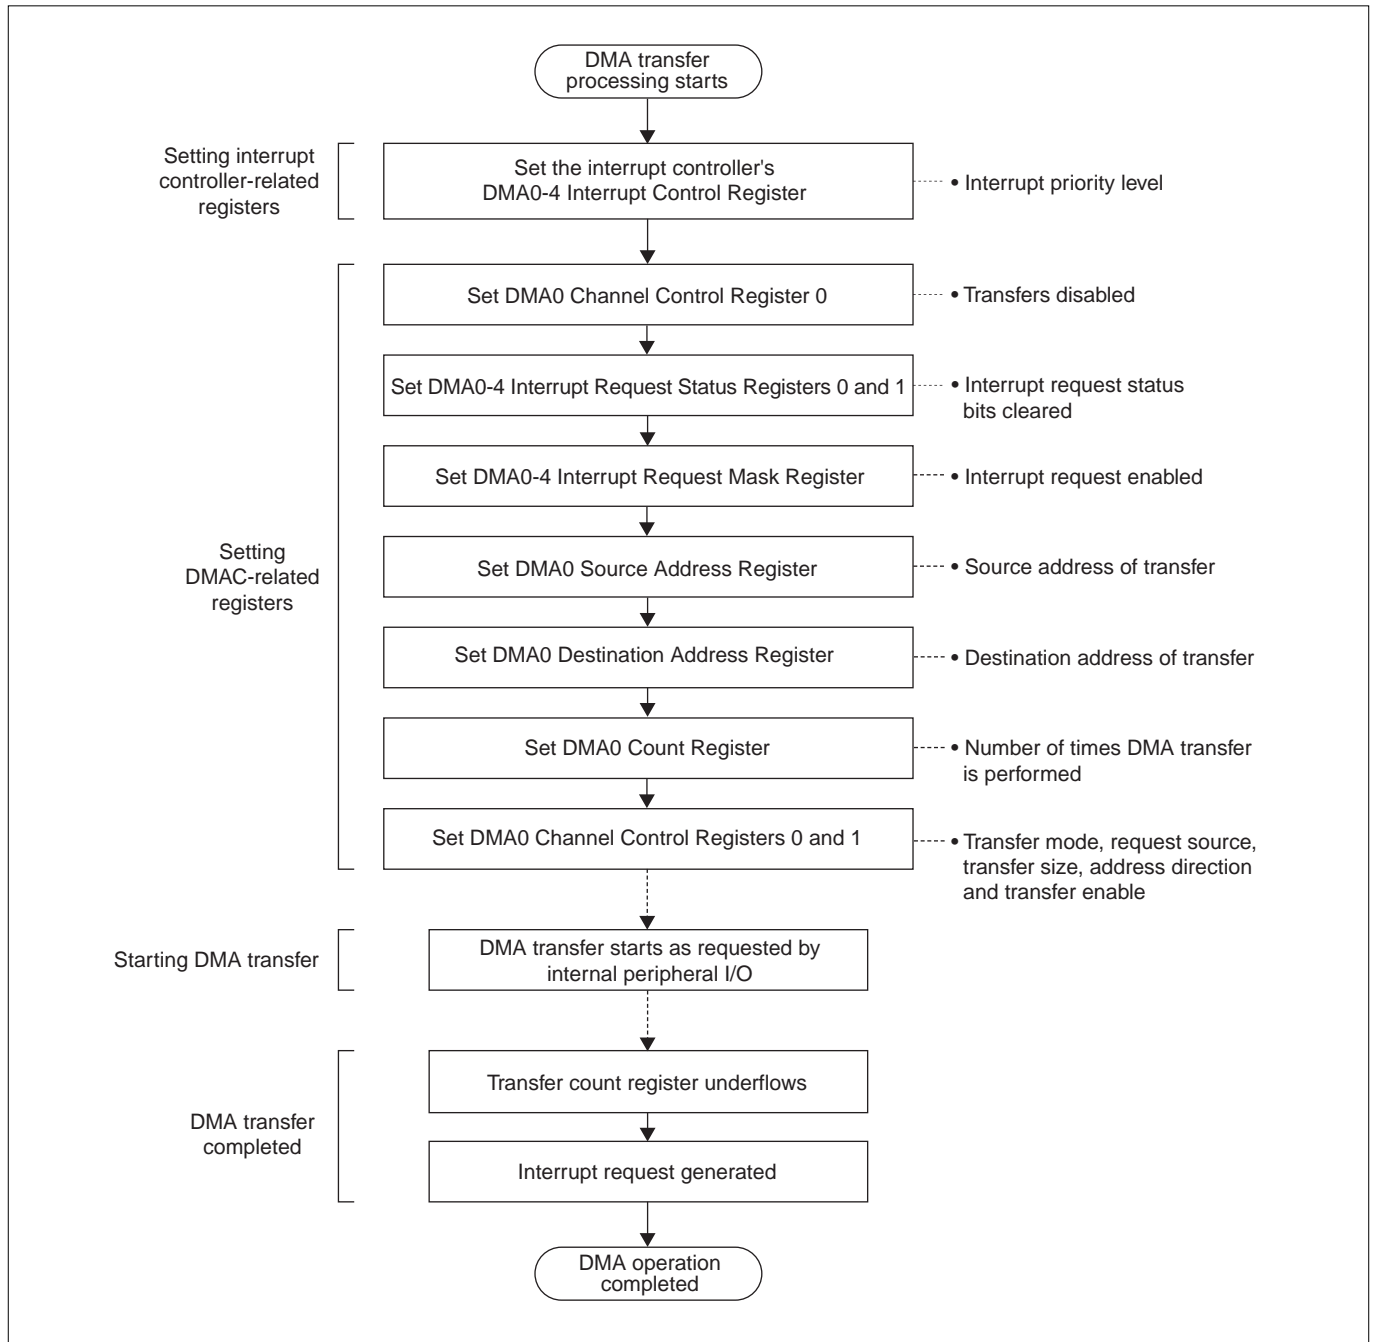 DMA transfer
processing starts
Setting interrupt
controller-related
registers
Set the interrupt controller's
DMA0-4 Interrupt Control Register
• Interrupt priority level
Set DMA0 Channel Control Register 0
• Transfers disabled
Set DMA0-4 Interrupt Request Status Registers 0 and 1
• Interrupt request status
bits cleared
Set DMA0-4 Interrupt Request Mask Register
• Interrupt request enabled
Setting
DMAC-related
registers
Set DMA0 Source Address Register
• Source address of transfer
Set DMA0 Destination Address Register
• Destination address of transfer
Set DMA0 Count Register
• Number of times DMA transfer
is performed
Set DMA0 Channel Control Registers 0 and 1
• Transfer mode, request source,
transfer size, address direction
and transfer enable
Starting DMA transfer
DMA transfer starts as requested by
internal peripheral I/O
DMA transfer
completed
Transfer count register underflows
Interrupt request generated
DMA operation
completed